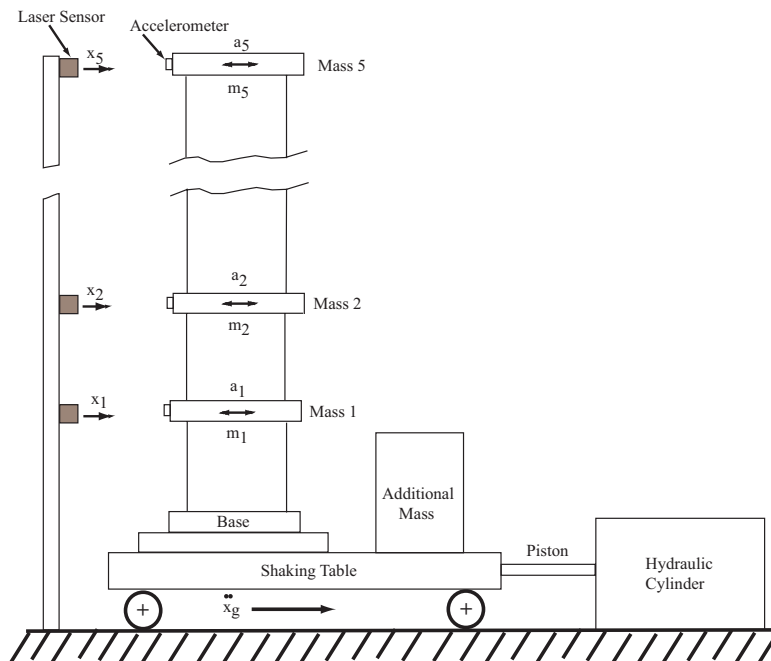 Laser Sensor
Accelerometer
x5
a5
Mass 5
m5
x2
a2
Mass 2
m2
x1
a1
Mass 1
m1
Additional
Mass
Base
Piston
Shaking Table
Hydraulic
Cylinder
+
ẍg
+